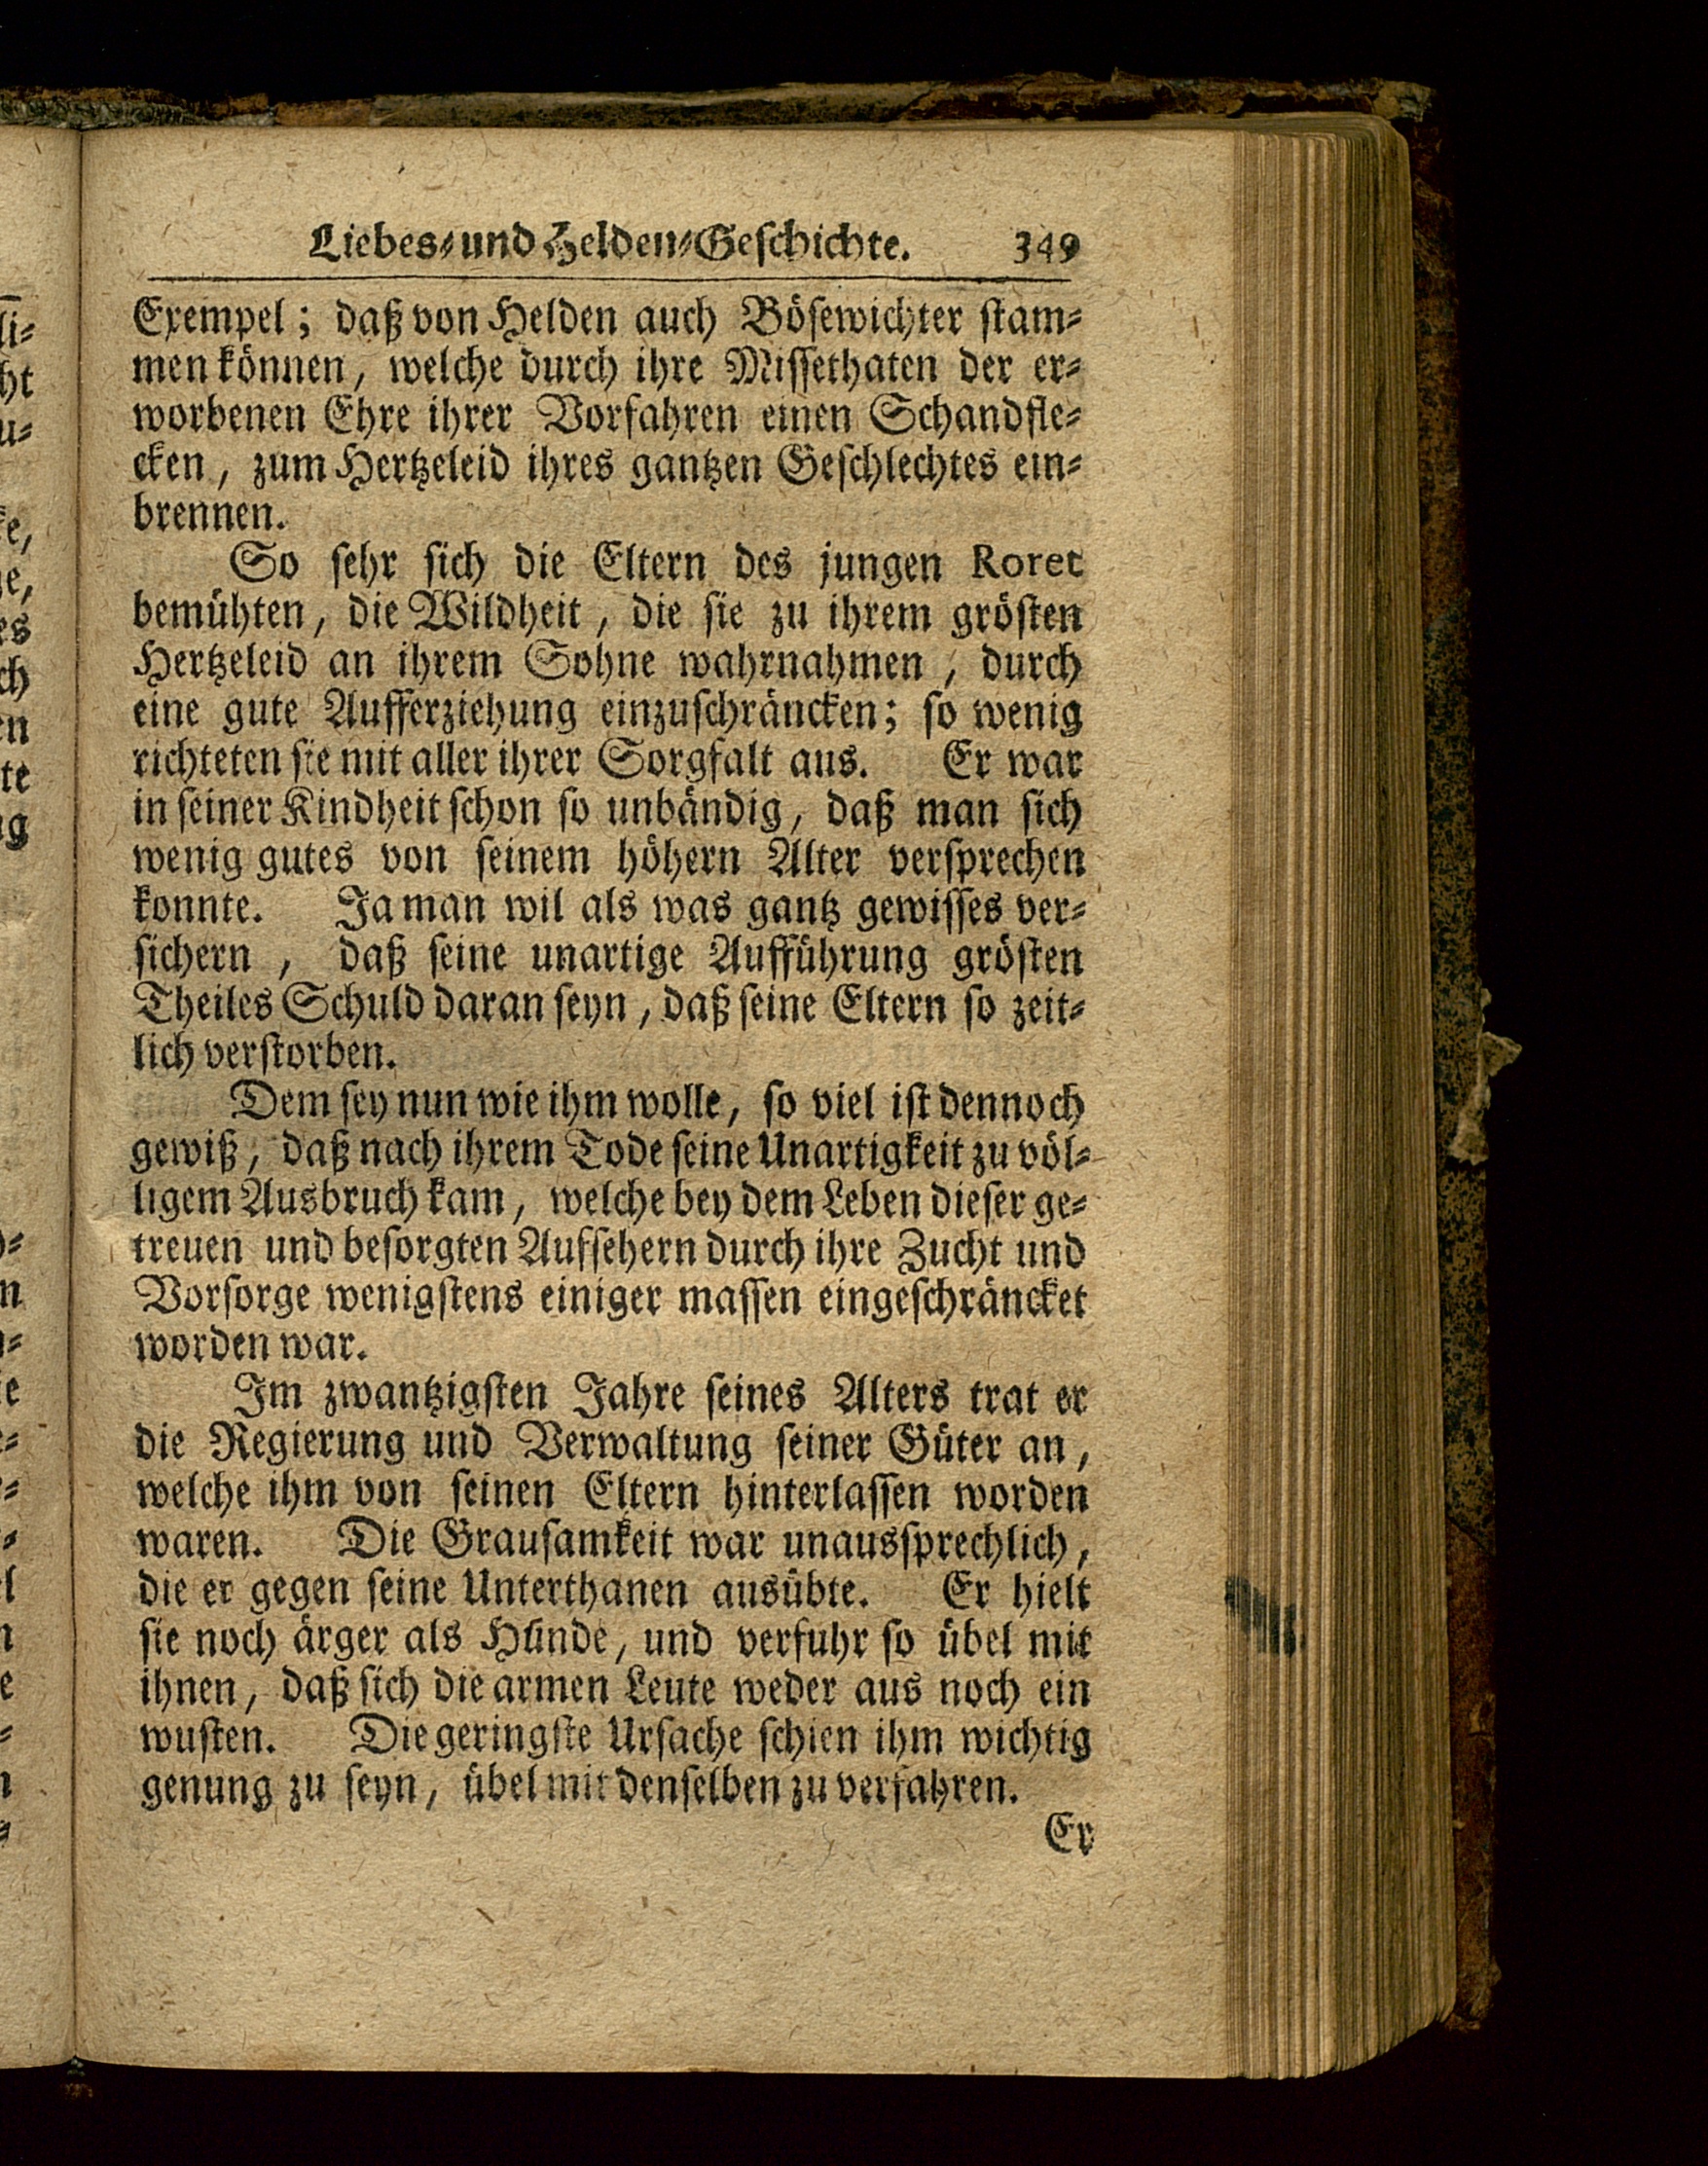 Liebes-und Helden-Geschichte. 349
Exempel; daß von Helden auch Bösewichter stam-
men können, welche durch ihre Missethaten der er-
worbenen Ehre ihrer Vorfahren einen Schandfle-
cken, zum Hertzeleid ihres gantzen Geschlechtes ein-
brennen.
So sehr sich die Eltern des jungen Roret
bemühten, die Wildheit, die sie zu ihrem grösten
Hertzeleid an ihrem Sohne wahrnahmen, durch
eine gute Aufferziehung einzuschräncken; so wenig
richteten sie mit aller ihrer Sorgfalt aus. Er war
in seiner Kindheit schon so unbändig, daß man sich
wenig gutes von seinem höhern Alter versprechen
konnte. Ja man wil als was gantz gewisses ver-
sichern, daß seine unartige Aufführung grösten
Theiles Schuld daran seyn, daß seine Eltern so zeit-
lich verstorben.
Dem sey nun wie ihm wolle, so viel ist dennoch
gewiß, daß nach ihrem Tode seine Unartigkeit zu völ-
ligem Ausbruch kam, welche bey dem Leben dieser ge-
treuen und besorgten Aufsehern durch ihre Zucht und
Vorsorge wenigstens einiger massen eingeschräncket
worden war.
Im zwantzigsten Jahre seines Alters trat er
die Regierung und Verwaltung seiner Güter an,
welche ihm von seinen Eltern hinterlassen worden
waren. Die Grausamkeit war unaussprechlich,
die er gegen seine Unterthanen ausübte. Er hielt
sie noch ärger als Hunde, und verfuhr so übel mit
ihnen, daß sich die armen Leute weder aus noch ein
wusten. Die geringste Ursache schien ihm wichtig
genung zu seyn, übel mit denselben zu verfahren.
Er